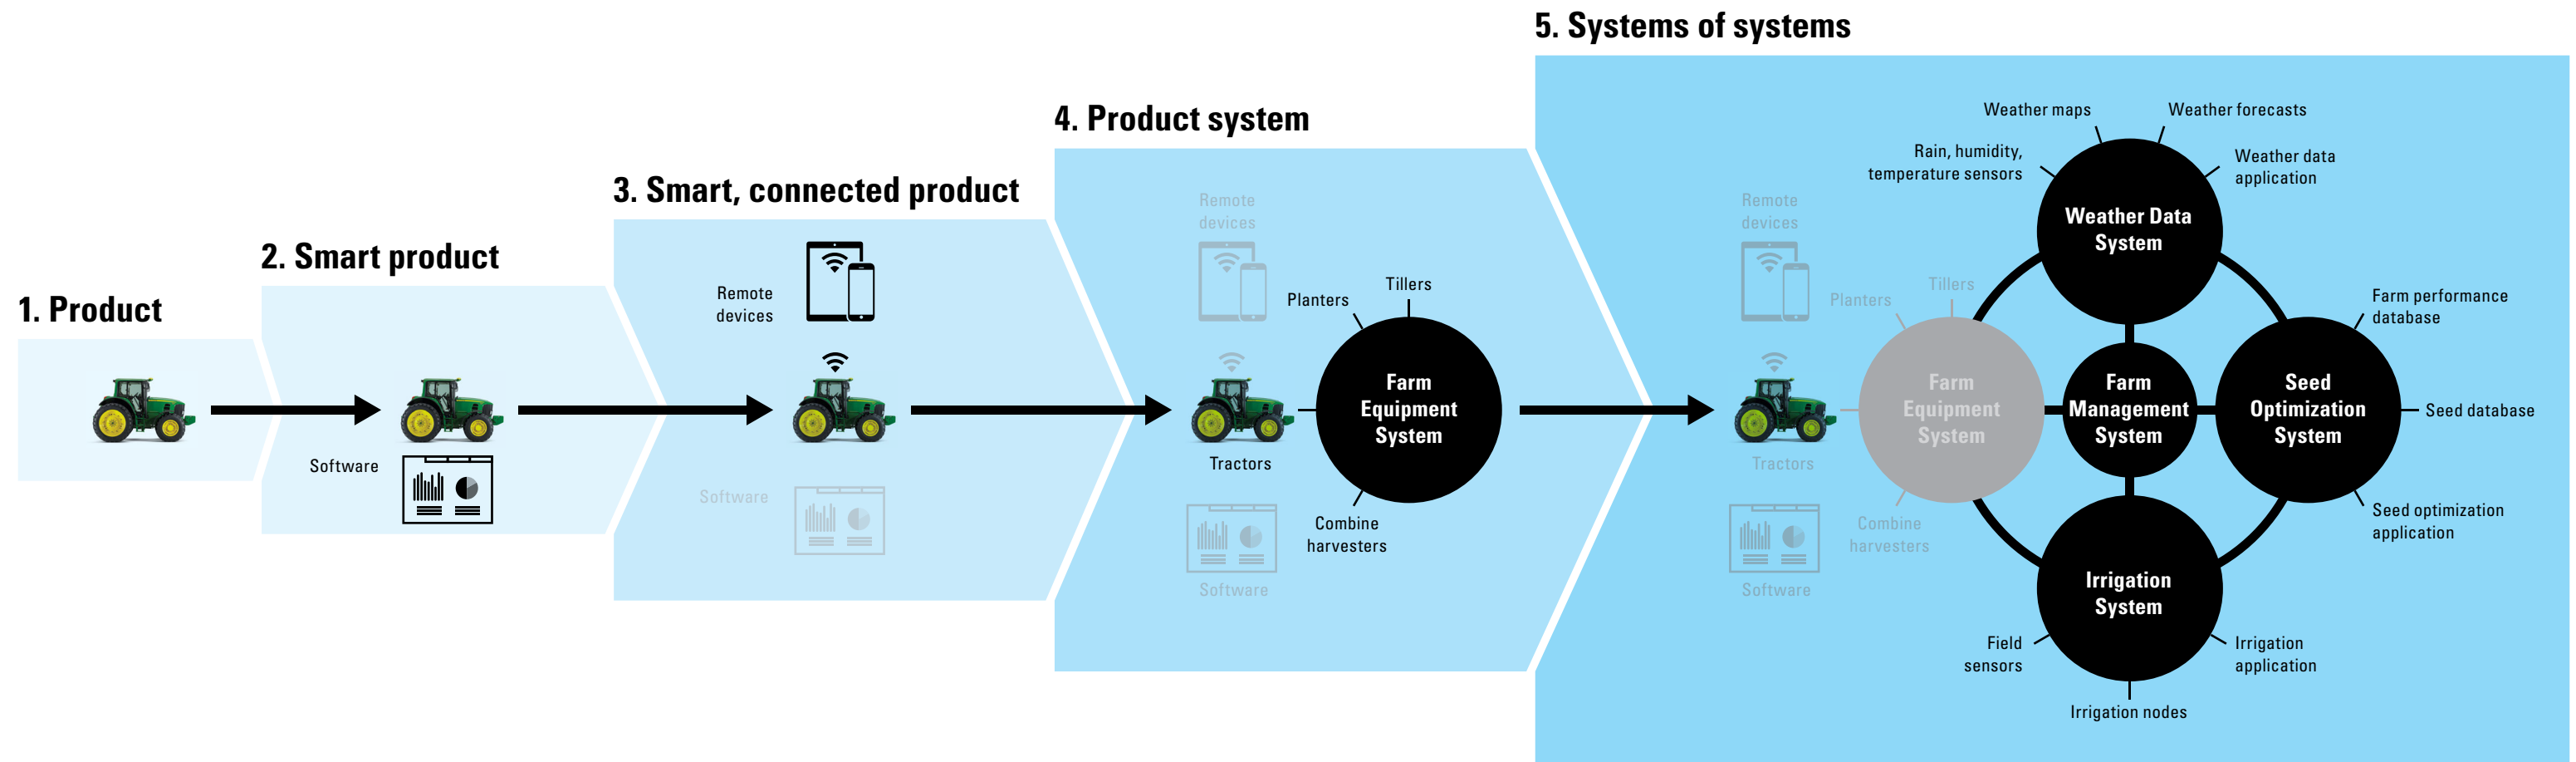 1. Product
2. Smart product
Software
3. Smart, connected product
Remote
devices
Software
4. Product system
Remote
devices
Tractors
Software
Planters
Tillers
Farm
Equipment
System
Combine
harvesters
5. Systems of systems
Remote
devices
Tractors
Software
Planters
Tillers
Farm
Equipment
System
Combine
harvesters
Weather maps
Weather forecasts
Rain, humidity,
temperature sensors
Weather data
application
Weather Data
System
Farm
Management
System
Farm performance
database
Seed
Optimization
System
Seed database
Seed optimization
application
Irrigation
System
Field
sensors
Irrigation
application
Irrigation nodes